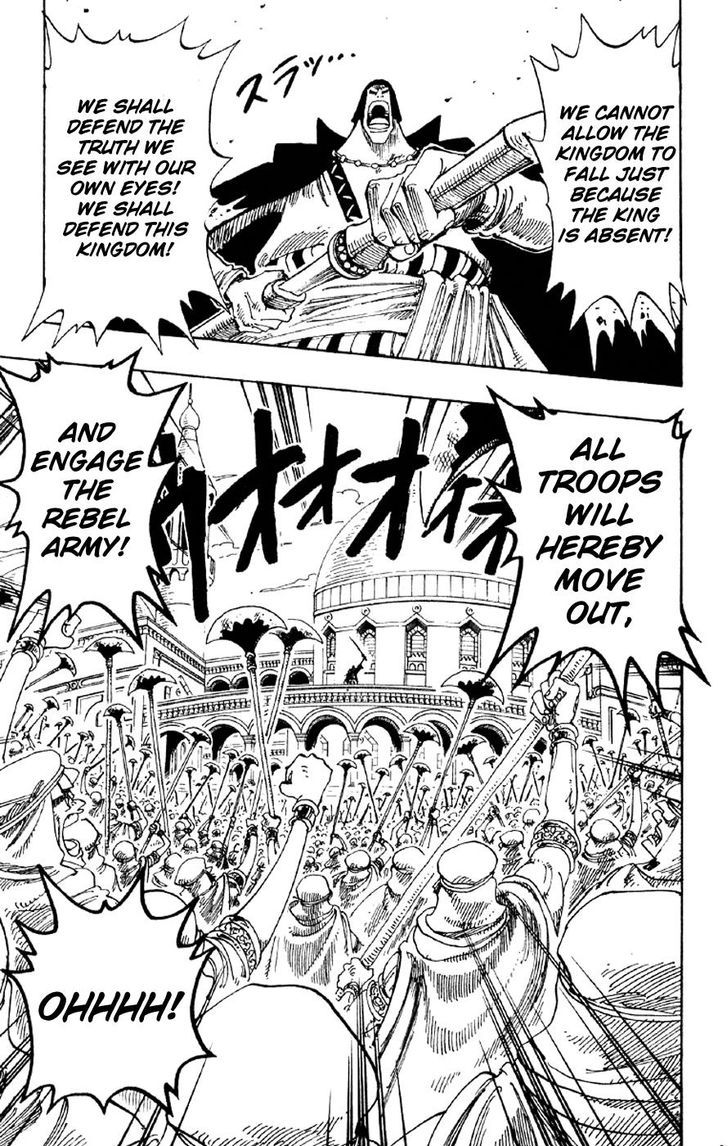 WE CANNOT
ALLOW THE
KINGDOM TO
FALL JUST
BECAUSE
THE KING
IS ABSENT!
スラッ...
WE SHALL
DEFEND THE
TRUTH WE
SEE WITH OUR
OWN EYES!
WE SHALL
DEFEND THIS
KINGDOM!
ALL
TROOPS
WILL
HEREBY
MOVE
OUT,
オオオオオ
AND
ENGAGE
THE
REBEL
ARMY!
OHHHH!